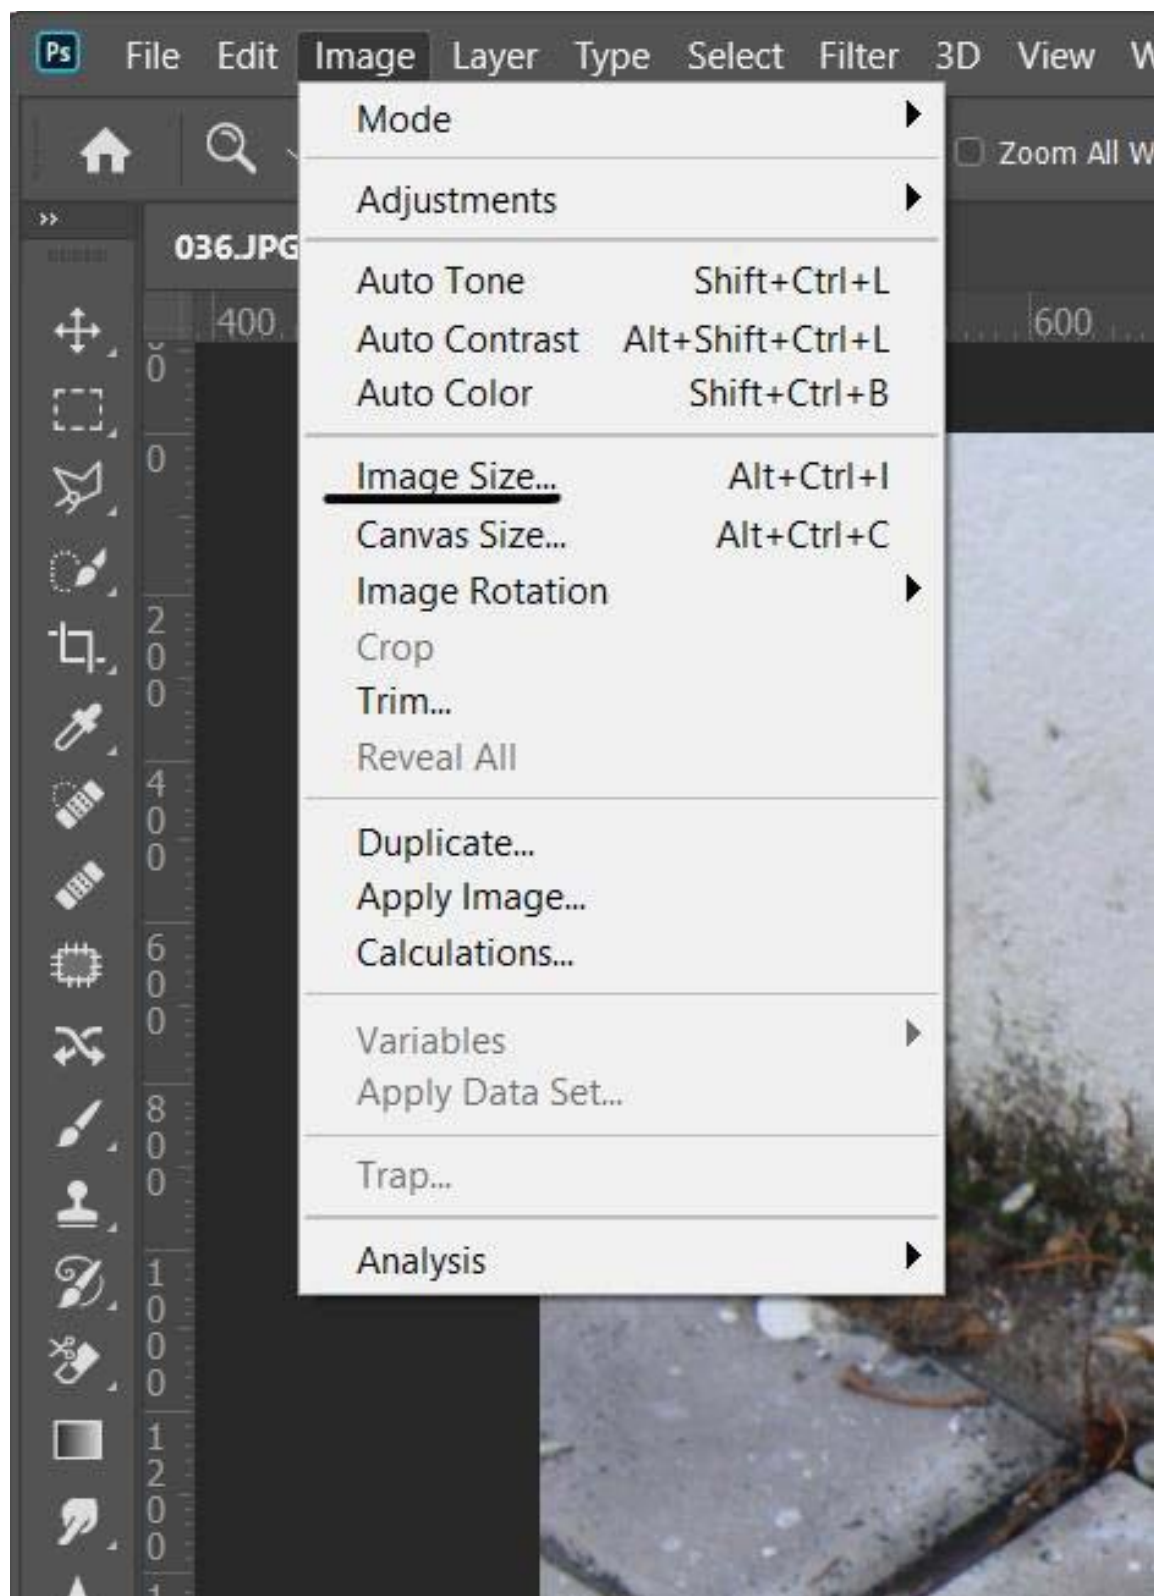 Ps File Edit Image Layer Type Select Filter 3D View
Zoom All
036.JPG
400
600
Mode
Adjustments
Auto Tone Shift+Ctrl+L
Auto Contrast Alt+Shift+Ctrl+L
Auto Color Shift+Ctrl+B
Image Size... Alt+Ctrl+I
Canvas Size... Alt+Ctrl+C
Image Rotation
Crop
Trim...
Reveal All
Duplicate...
Apply Image...
Calculations...
Variables
Apply Data Set...
Trap...
Analysis
0
0
200
400
600
800
1000
1200